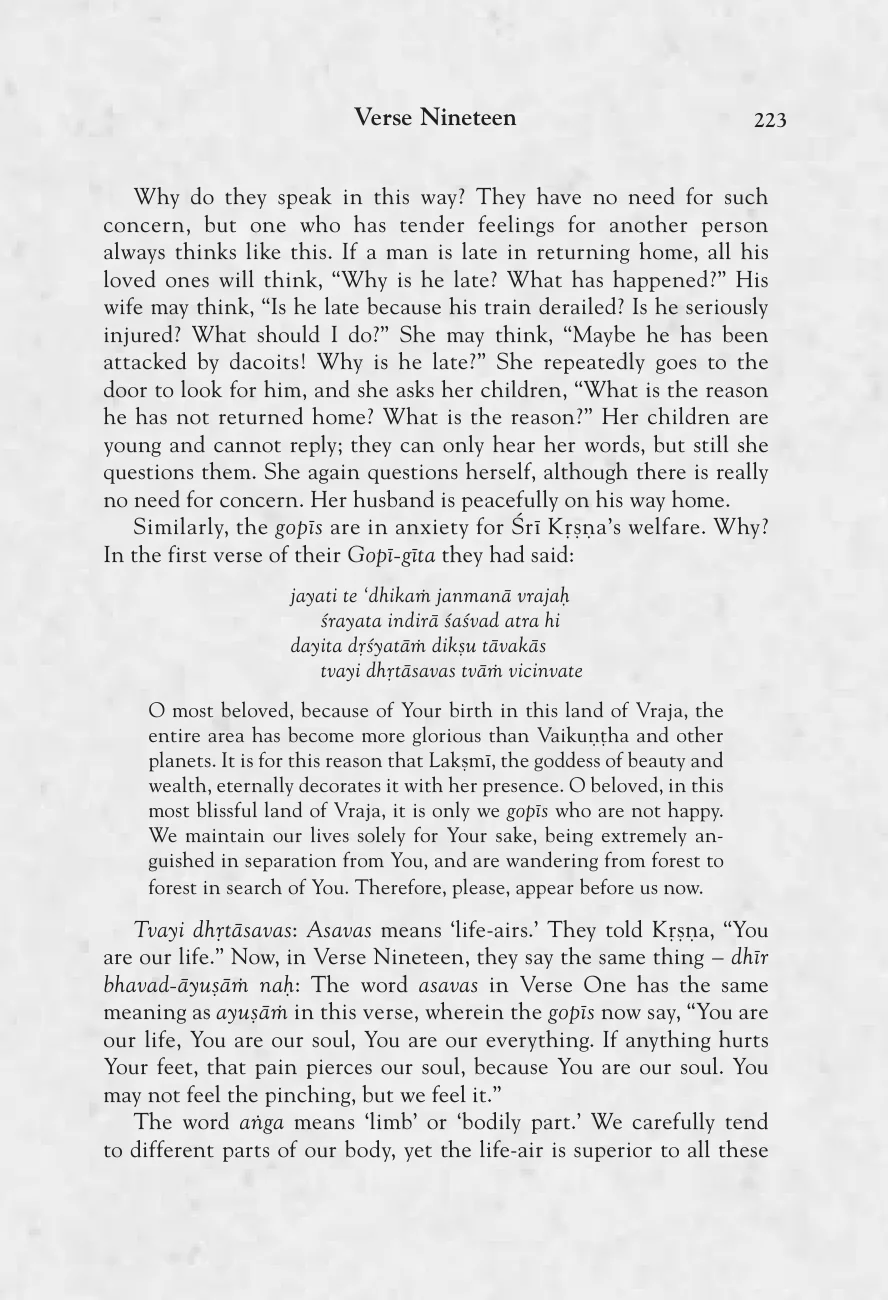 Verse Nineteen
223
Why do they speak in this way? They have no need for such
concern, but one who has tender feelings for another person
always thinks like this. If a man is late in returning home, all his
loved ones will think, “Why is he late? What has happened?” His
wife may think, “Is he late because his train derailed? Is he seriously
injured? What should I do?” She may think, “Maybe he has been
attacked by dacoits! Why is he late?” She repeatedly goes to the
door to look for him, and she asks her children, “What is the reason
he has not returned home? What is the reason?” Her children are
young and cannot reply; they can only hear her words, but still she
questions them. She again questions herself, although there is really
no need for concern. Her husband is peacefully on his way home.
Similarly, the gopīs are in anxiety for Śrī Kṛṣṇa’s welfare. Why?
In the first verse of their Gopī-gīta they had said:
jayati te ‘dhikaṁ janmanā vrajaḥ
śrayata indirā śaśvad atra hi
dayita dṛśyatāṁ dikṣu tāvakās
tvayi dhṛtāsavas tvāṁ vicinvate
O most beloved, because of Your birth in this land of Vraja, the
entire area has become more glorious than Vaikuṇṭha and other
planets. It is for this reason that Lakṣmī, the goddess of beauty and
wealth, eternally decorates it with her presence. O beloved, in this
most blissful land of Vraja, it is only we gopīs who are not happy.
We maintain our lives solely for Your sake, being extremely an-
guished in separation from You, and are wandering from forest to
forest in search of You. Therefore, please, appear before us now.
Tvayi dhṛtāsavas: Asavas means ‘life-airs.’ They told Kṛṣṇa, “You
are our life.” Now, in Verse Nineteen, they say the same thing – dhīr
bhavad-āyuṣāṁ naḥ: The word asavas in Verse One has the same
meaning as ayuṣāṁ in this verse, wherein the gopīs now say, “You are
our life, You are our soul, You are our everything. If anything hurts
Your feet, that pain pierces our soul, because You are our soul. You
may not feel the pinching, but we feel it.”
The word aṅga means ‘limb’ or ‘bodily part.’ We carefully tend
to different parts of our body, yet the life-air is superior to all these